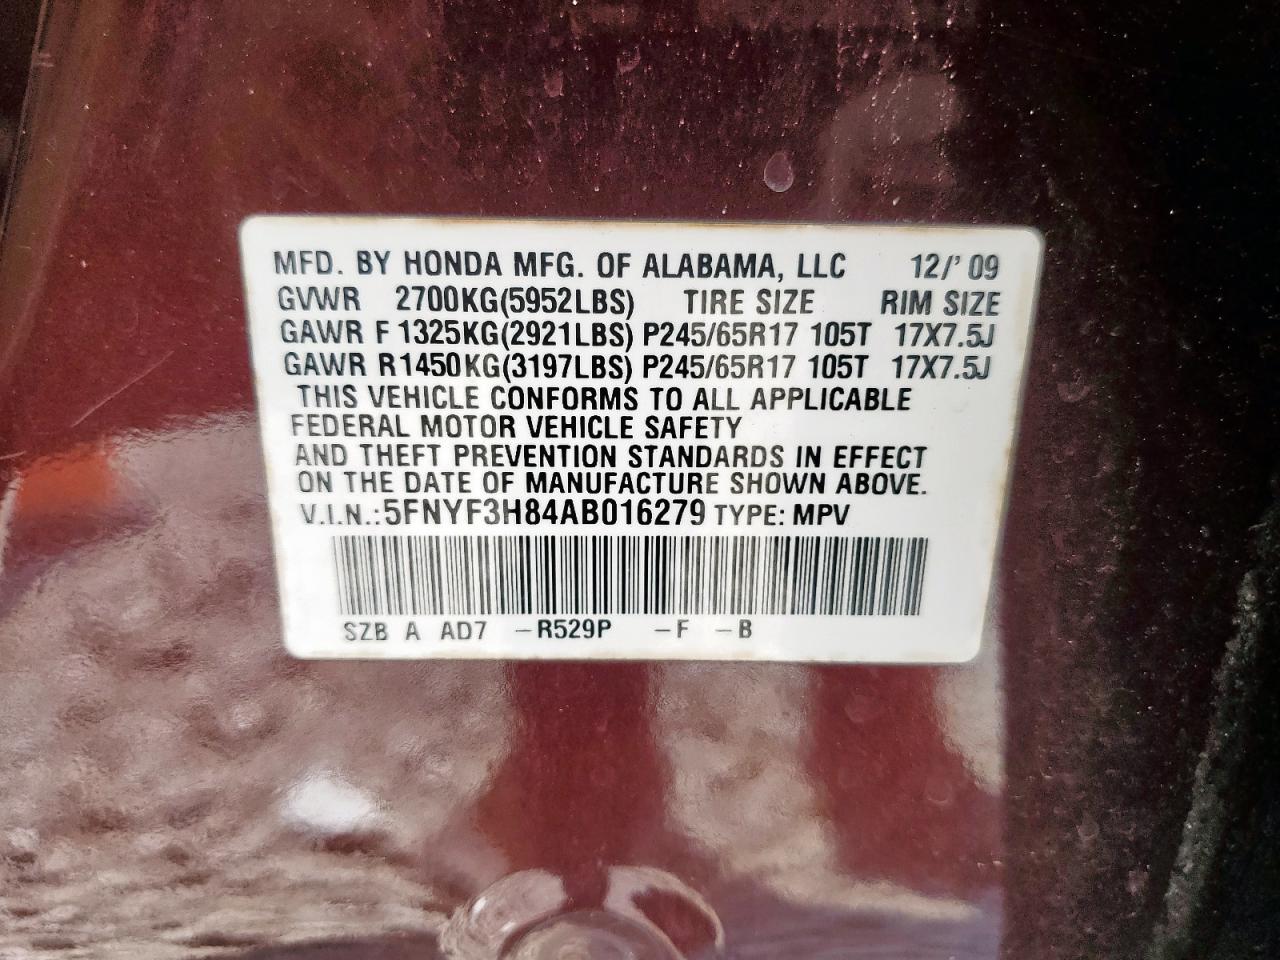 MFD. BY HONDA MFG. OF ALABAMA, LLC 12/' 09
GVWR 2700KG(5952LBS) TIRE SIZE RIM SIZE
GAWR F 1325KG(2921LBS) P245/65R17 105T 17X7.5J
GAWR R1450KG(3197LBS) P245/65R17 105T 17X7.5J
THIS VEHICLE CONFORMS TO ALL APPLICABLE
FEDERAL MOTOR VEHICLE SAFETY
AND THEFT PREVENTION STANDARDS IN EFFECT
ON THE DATE OF MANUFACTURE SHOWN ABOVE.
V.I.N.:5FNYF3H84AB016279 TYPE: MPV
SZB A AD7 -R529P -F -B